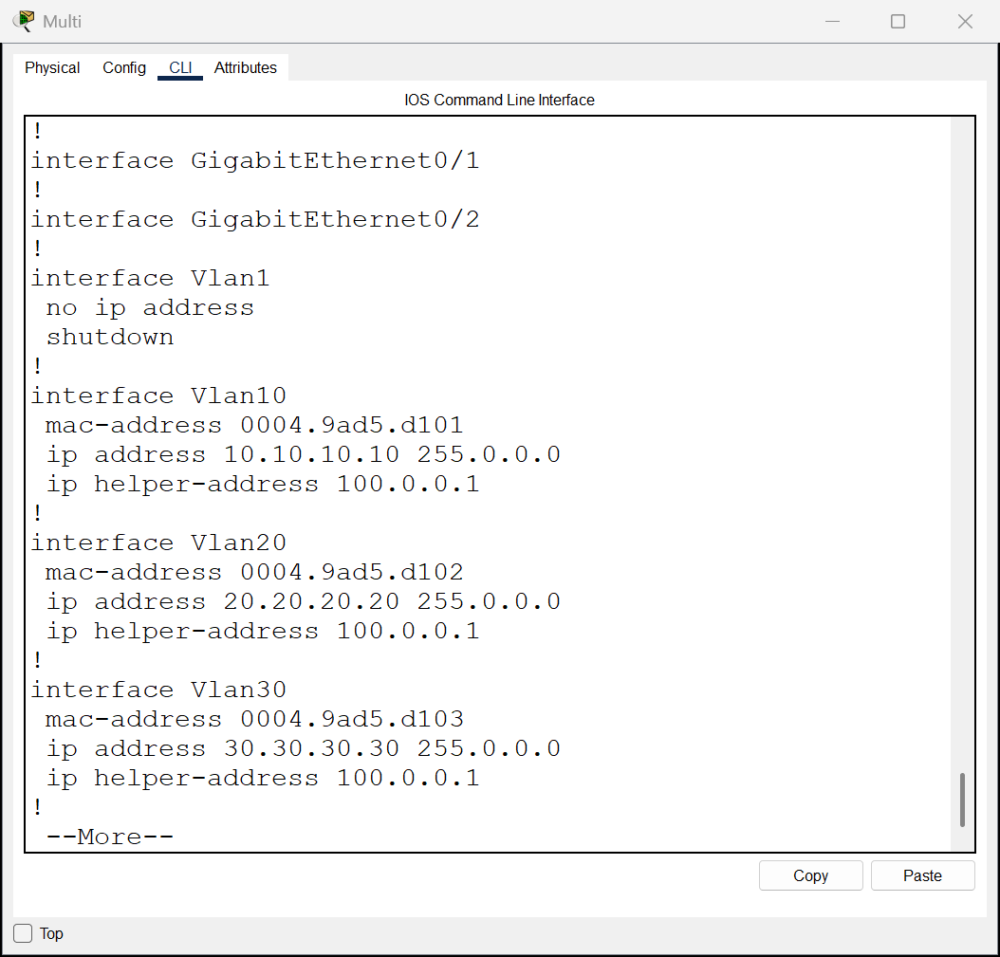 Multi
Physical Config CLI Attributes
IOS Command Line Interface
!
interface GigabitEthernet0/1
!
interface GigabitEthernet0/2
!
interface Vlan1
 no ip address
 shutdown
!
interface Vlan10
 mac-address 0004.9ad5.d101
 ip address 10.10.10.10 255.0.0.0
 ip helper-address 100.0.0.1
!
interface Vlan20
 mac-address 0004.9ad5.d102
 ip address 20.20.20.20 255.0.0.0
 ip helper-address 100.0.0.1
!
interface Vlan30
 mac-address 0004.9ad5.d103
 ip address 30.30.30.30 255.0.0.0
 ip helper-address 100.0.0.1
!
 --More--
Copy Paste
Top